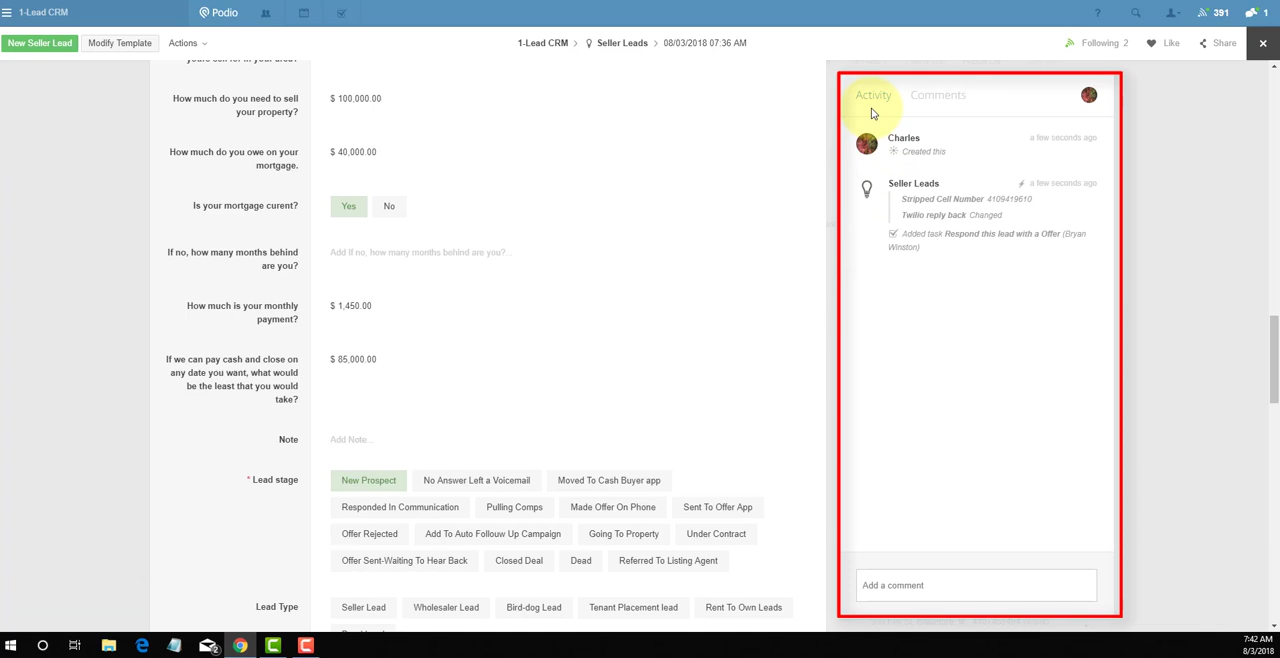 1-Lead CRM
Podio
?
391
1
New Seller Lead
Modify Template
Actions
1-Lead CRM > Seller Leads > 08/03/2018 07:36 AM
Following 2
Like
Share
How much do you need to sell
your property?
$ 100,000.00
How much do you owe on your
mortgage.
$ 40,000.00
Is your mortgage curent?
Yes
No
If no, how many months behind
are you?
Add If no, how many months behind are you?...
How much is your monthly
payment?
$ 1,450.00
If we can pay cash and close on
any date you want, what would
be the least that you would
take?
$ 85,000.00
Note
Add Note...
* Lead stage
New Prospect
No Answer Left a Voicemail
Moved To Cash Buyer app
Responded In Communication
Pulling Comps
Made Offer On Phone
Sent To Offer App
Offer Rejected
Add To Auto Follouw Up Campaign
Going To Property
Under Contract
Offer Sent-Waiting To Hear Back
Closed Deal
Dead
Referred To Listing Agent
Lead Type
Seller Lead
Wholesaler Lead
Bird-dog Lead
Tenant Placement lead
Rent To Own Leads
Activity
Comments
Charles
a few seconds ago
Created this
Seller Leads
a few seconds ago
Stripped Cell Number 4109419610
Twilio reply back Changed
Added task Respond this lead with a Offer (Bryan
Winston)
Add a comment
2
7:42 AM
8/3/2018